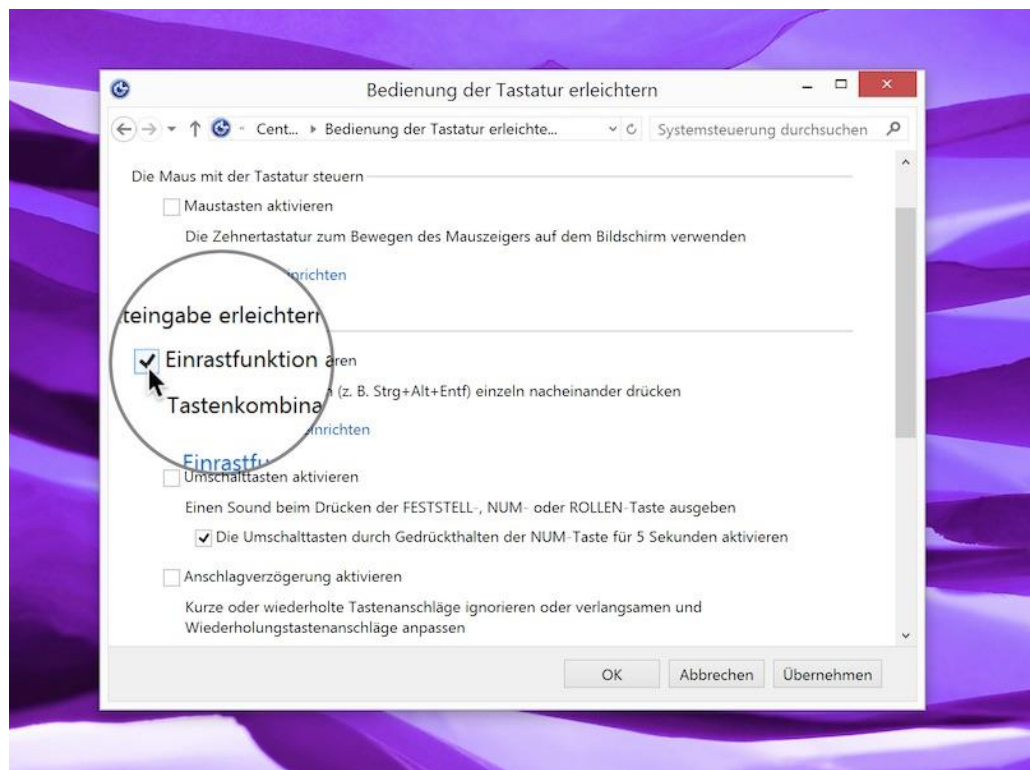 Bedienung der Tastatur erleichtern
Cent... Bedienung der Tastatur erleichte... Systemsteuerung durchsuchen
Die Maus mit der Tastatur steuern
Maustasten aktivieren
Die Zehnertastatur zum Bewegen des Mauszeigers auf dem Bildschirm verwenden
inrichten
teingabe erleichtern
Einrastfunktion aren
(z. B. Strg+Alt+Entf) einzeln nacheinander drücken
Tastenkombina
inrichten
Einrastfu
Umschalttasten aktivieren
Einen Sound beim Drücken der FESTSTELL-, NUM- oder ROLLEN-Taste ausgeben
Die Umschalttasten durch Gedrückthalten der NUM-Taste für 5 Sekunden aktivieren
Anschlagverzögerung aktivieren
Kurze oder wiederholte Tastenanschläge ignorieren oder verlangsamen und
Wiederholungstastenanschläge anpassen
OK Abbrechen Übernehmen